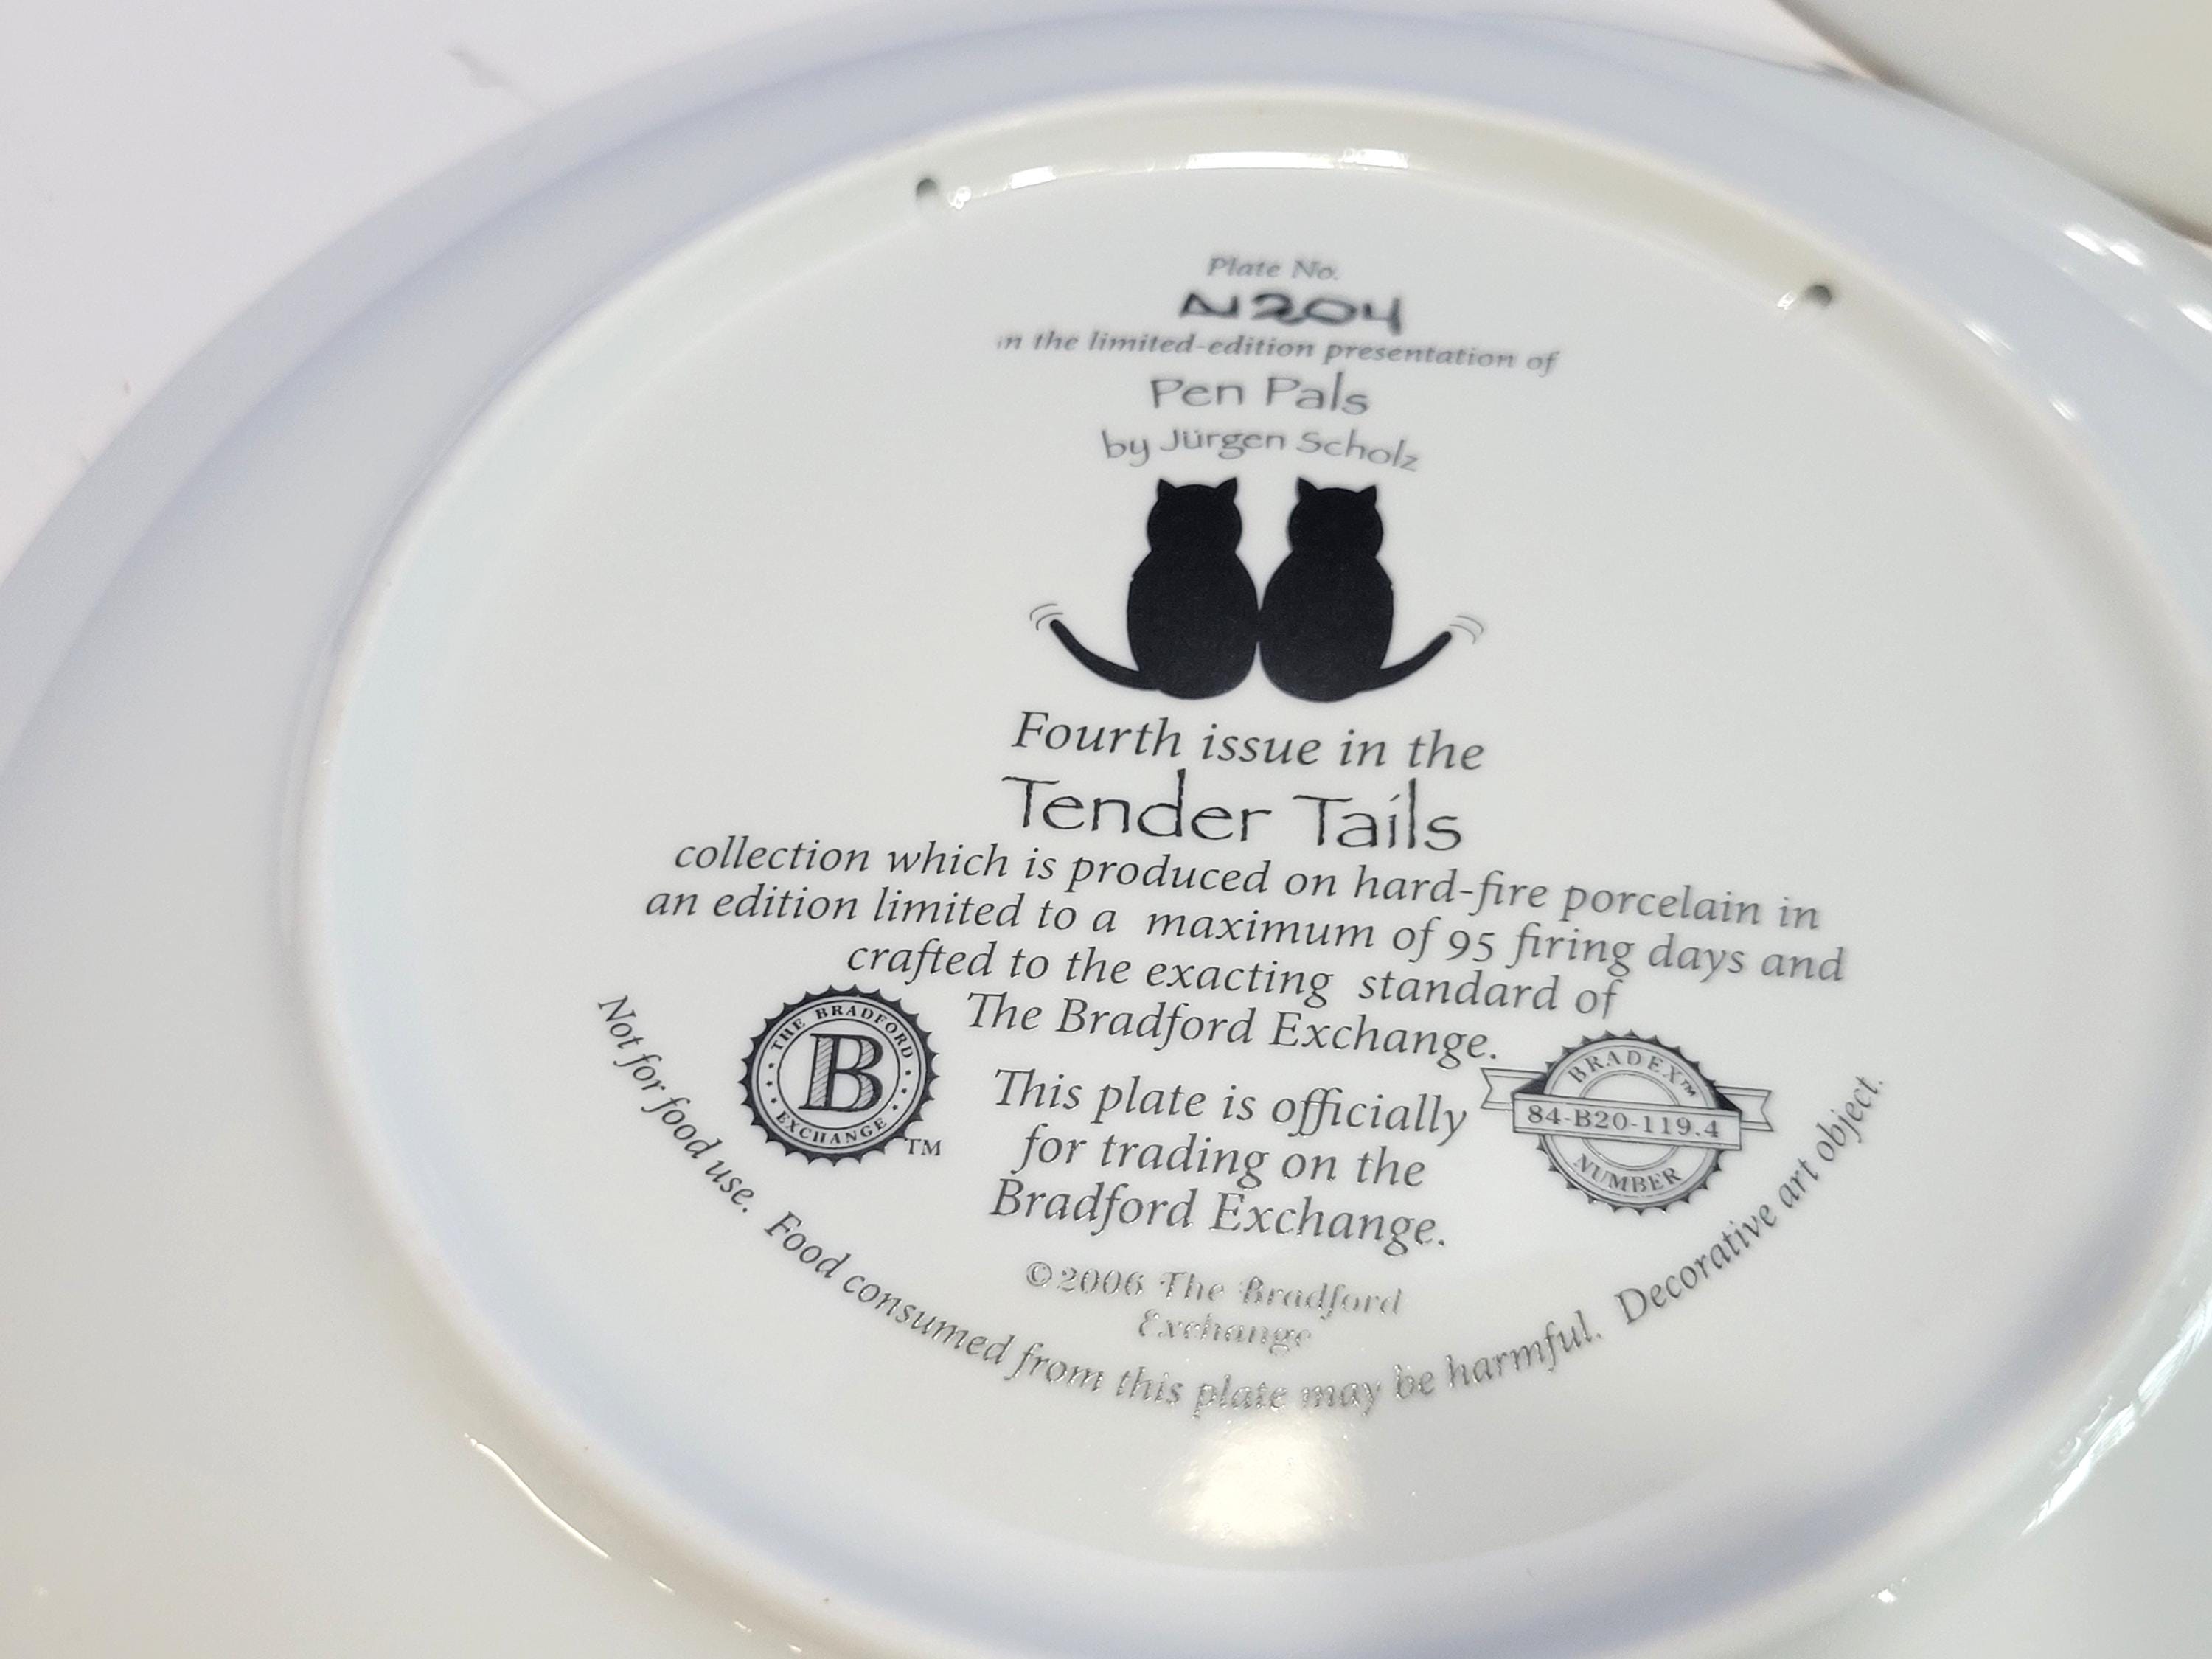 Plate No.
N204
in the limited-edition presentation of
Pen Pals
by Jürgen Scholz
Fourth issue in the
Tender Tails
collection which is produced on hard-fire porcelain in
an edition limited to a maximum of 95 firing days and
crafted to the exacting standard of
The Bradford Exchange.
THE BRADFORD
B
EXCHANGE
TM
This plate is officially
for trading on the
Bradford Exchange.
BRADEX™
84-B20-119.4
NUMBER
©2006 The Bradford
Exchange
Not for food use. Food consumed from this plate may be harmful. Decorative art object.